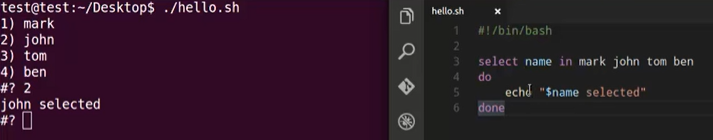 test@test:~/Desktop$ ./hello.sh
1) mark
2) john
3) tom
4) ben
#? 2
john selected
#?
hello.sh
1 #!/bin/bash
2
3 select name in mark john tom ben
4 do
5     echo "$name selected"
6 done